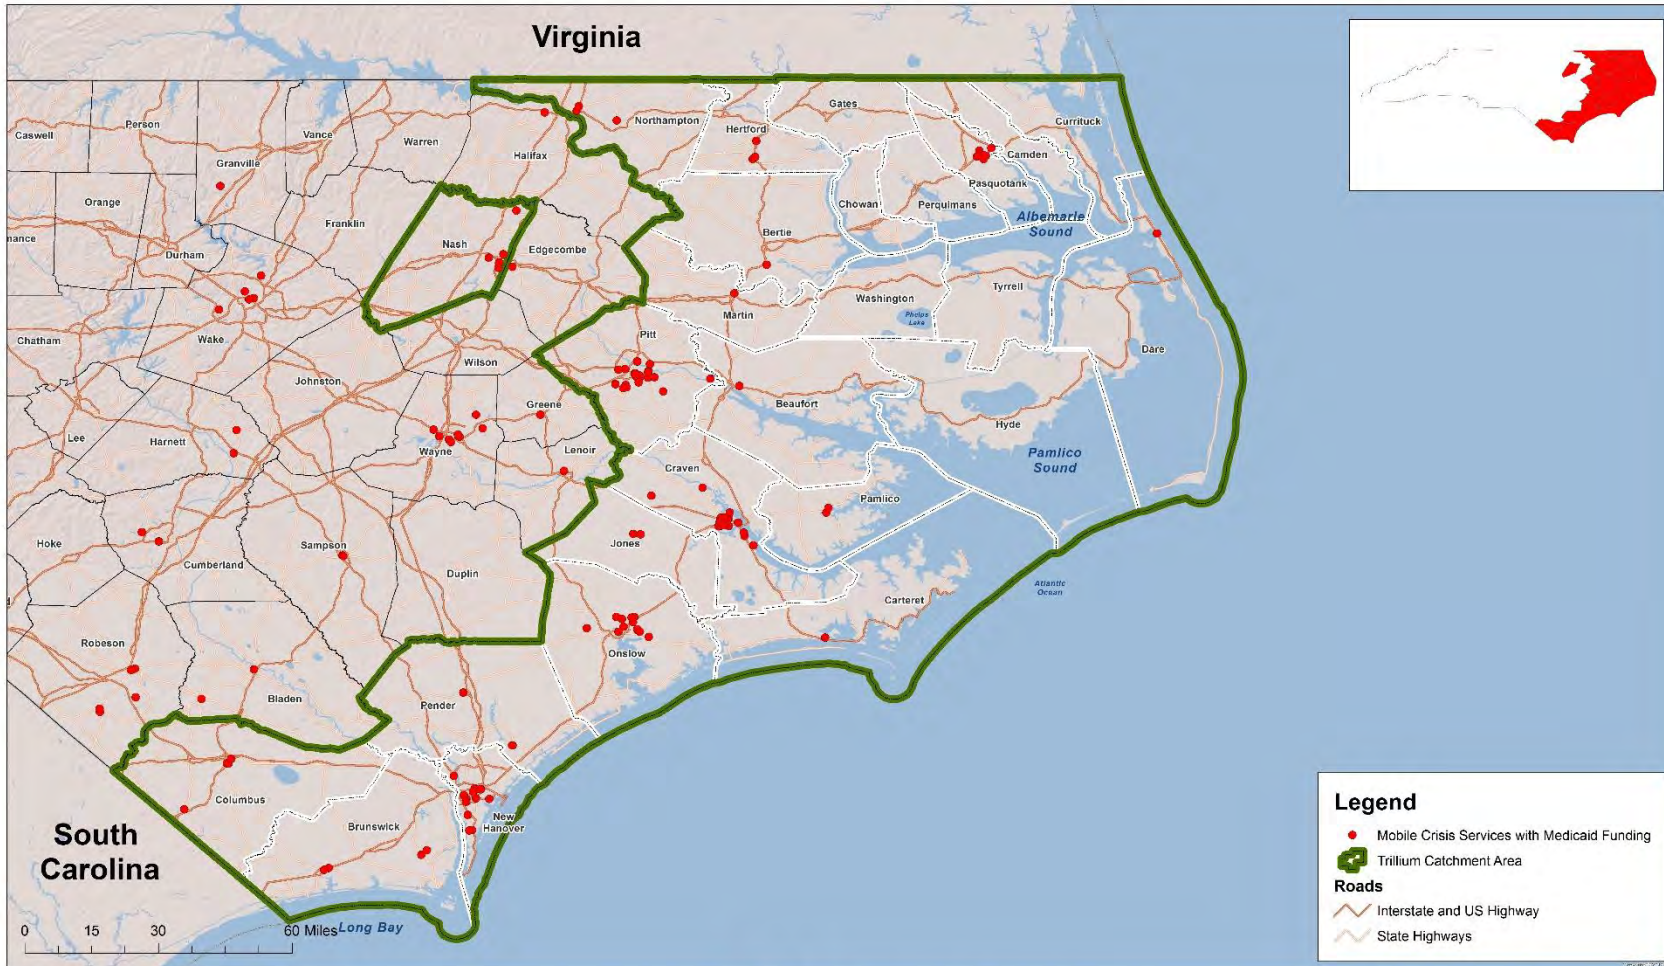 Virginia
Caswell
Person
Granville
Vance
Warren
Halifax
Northampton
Hertford
Gates
Currituck
Camden
Pasquotank
Orange
Franklin
Chowan
Perquimans
Albemarle
Sound
mance
Durham
Nash
Edgecombe
Bertie
Washington
Tyrrell
Phelps
Lake
Martin
Dare
Chatham
Wake
Pitt
Wilson
Johnston
Greene
Beaufort
Hyde
Lee
Harnett
Wayne
Lenoir
Pamlico
Sound
Craven
Pamlico
Hoke
Cumberland
Sampson
Jones
Duplin
Atlantic
Ocean
Carteret
Robeson
Onslow
Bladen
Pender
Columbus
Brunswick
New
Hanover
South
Carolina
Long Bay
0 15 30 60 Miles
Legend
Mobile Crisis Services with Medicaid Funding
Trillium Catchment Area
Roads
Interstate and US Highway
State Highways